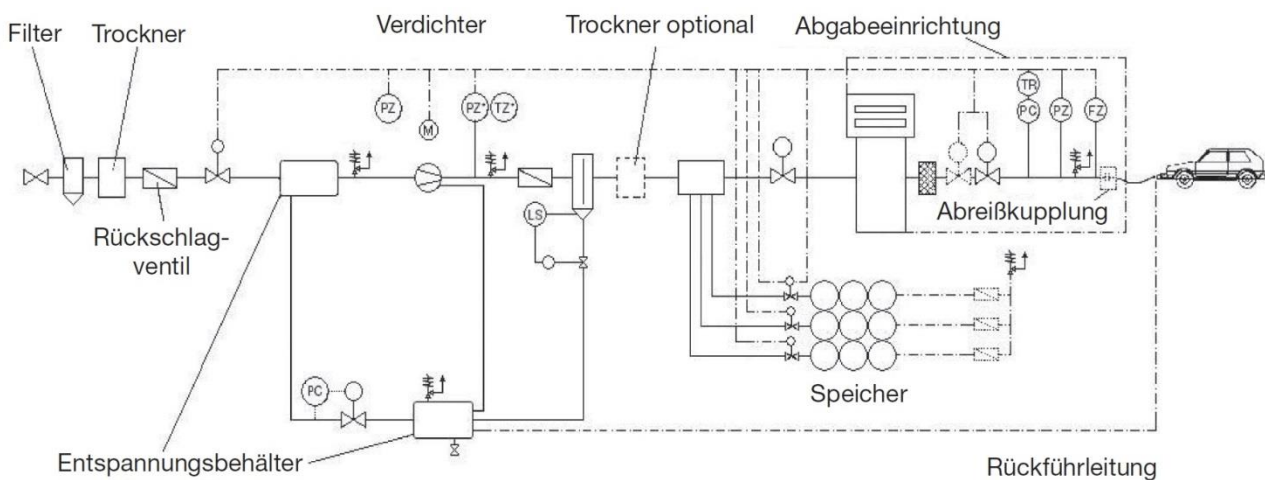 Filter
Trockner
Verdichter
Trockner optional
Abgabeeinrichtung
TR
PZ
PZ+
TZ+
PC
PZ
FZ
M
LS
Rückschlag-
ventil
Abreißkupplung
Speicher
PC
Entspannungsbehälter
Rückführleitung